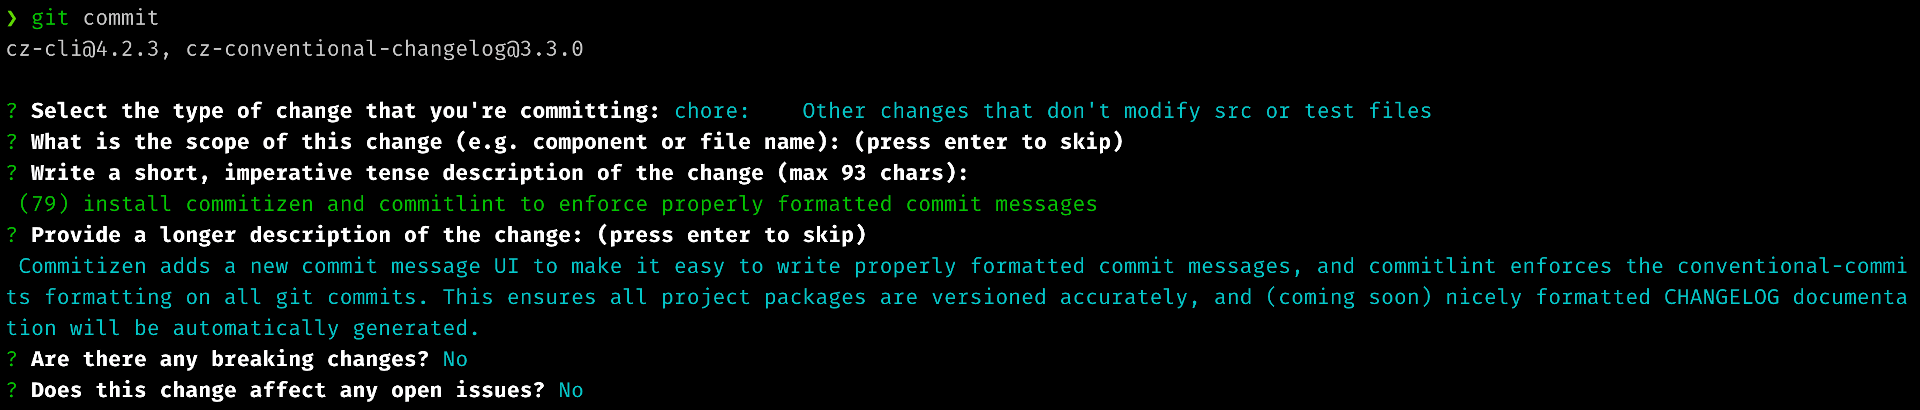 ❯ git commit
cz-cli@4.2.3, cz-conventional-changelog@3.3.0
? Select the type of change that you're committing: chore:    Other changes that don't modify src or test files
? What is the scope of this change (e.g. component or file name): (press enter to skip)
? Write a short, imperative tense description of the change (max 93 chars):
(79) install commitizen and commitlint to enforce properly formatted commit messages
? Provide a longer description of the change: (press enter to skip)
Commitizen adds a new commit message UI to make it easy to write properly formatted commit messages, and commitlint enforces the conventional-commi
ts formatting on all git commits. This ensures all project packages are versioned accurately, and (coming soon) nicely formatted CHANGELOG documenta
tion will be automatically generated.
? Are there any breaking changes? No
? Does this change affect any open issues? No